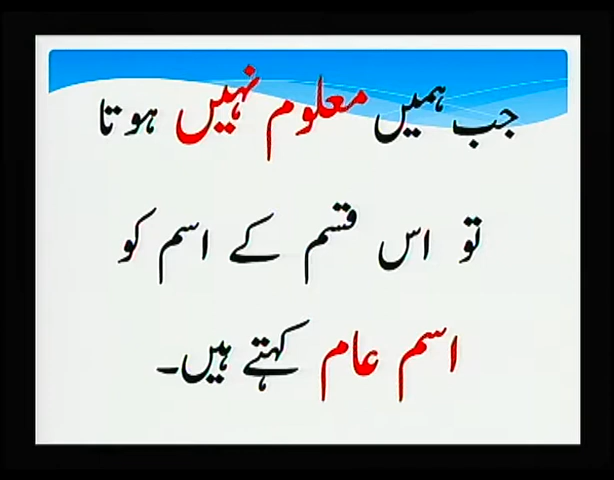 جب ہمیں معلوم نہیں ہوتا
تو اس قسم کے اسم کو
اسم عام کہتے ہیں۔